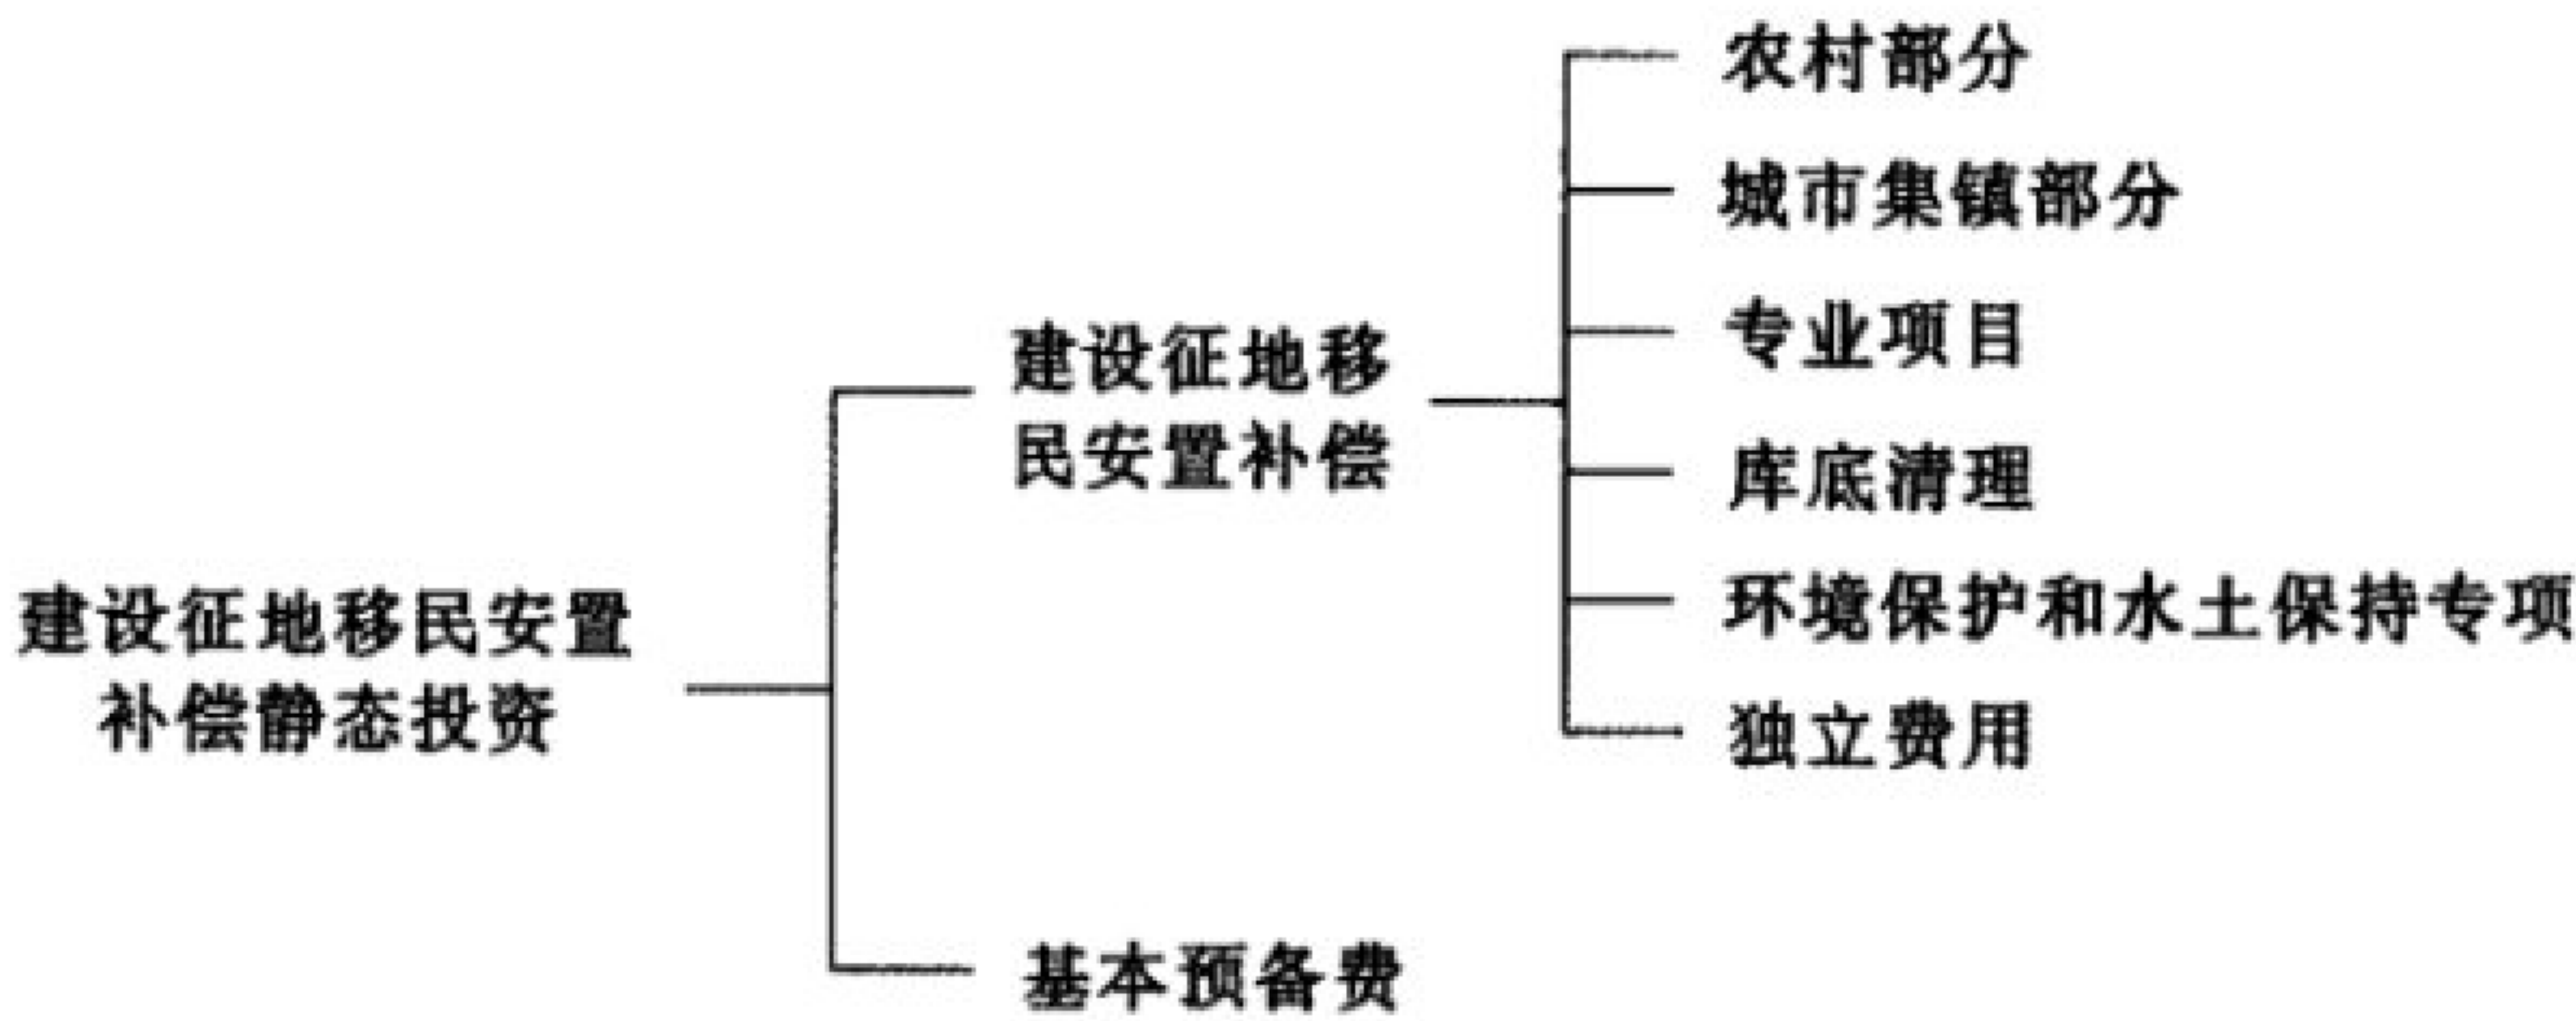 建设征地移民安置
补偿静态投资
建设征地移
民安置补偿
基本预备费
农村部分
城市集镇部分
专业项目
库底清理
环境保护和水土保持专项
独立费用